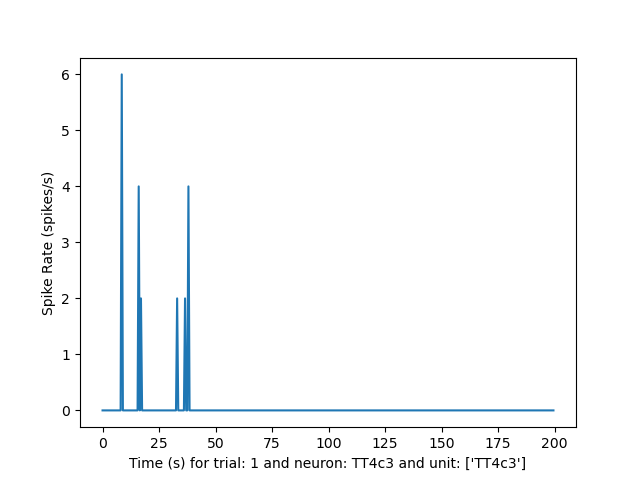 6
5
4
3
2
1
0
Spike Rate (spikes/s)
0 25 50 75 100 125 150 175 200
Time (s) for trial: 1 and neuron: TT4c3 and unit: ['TT4c3']